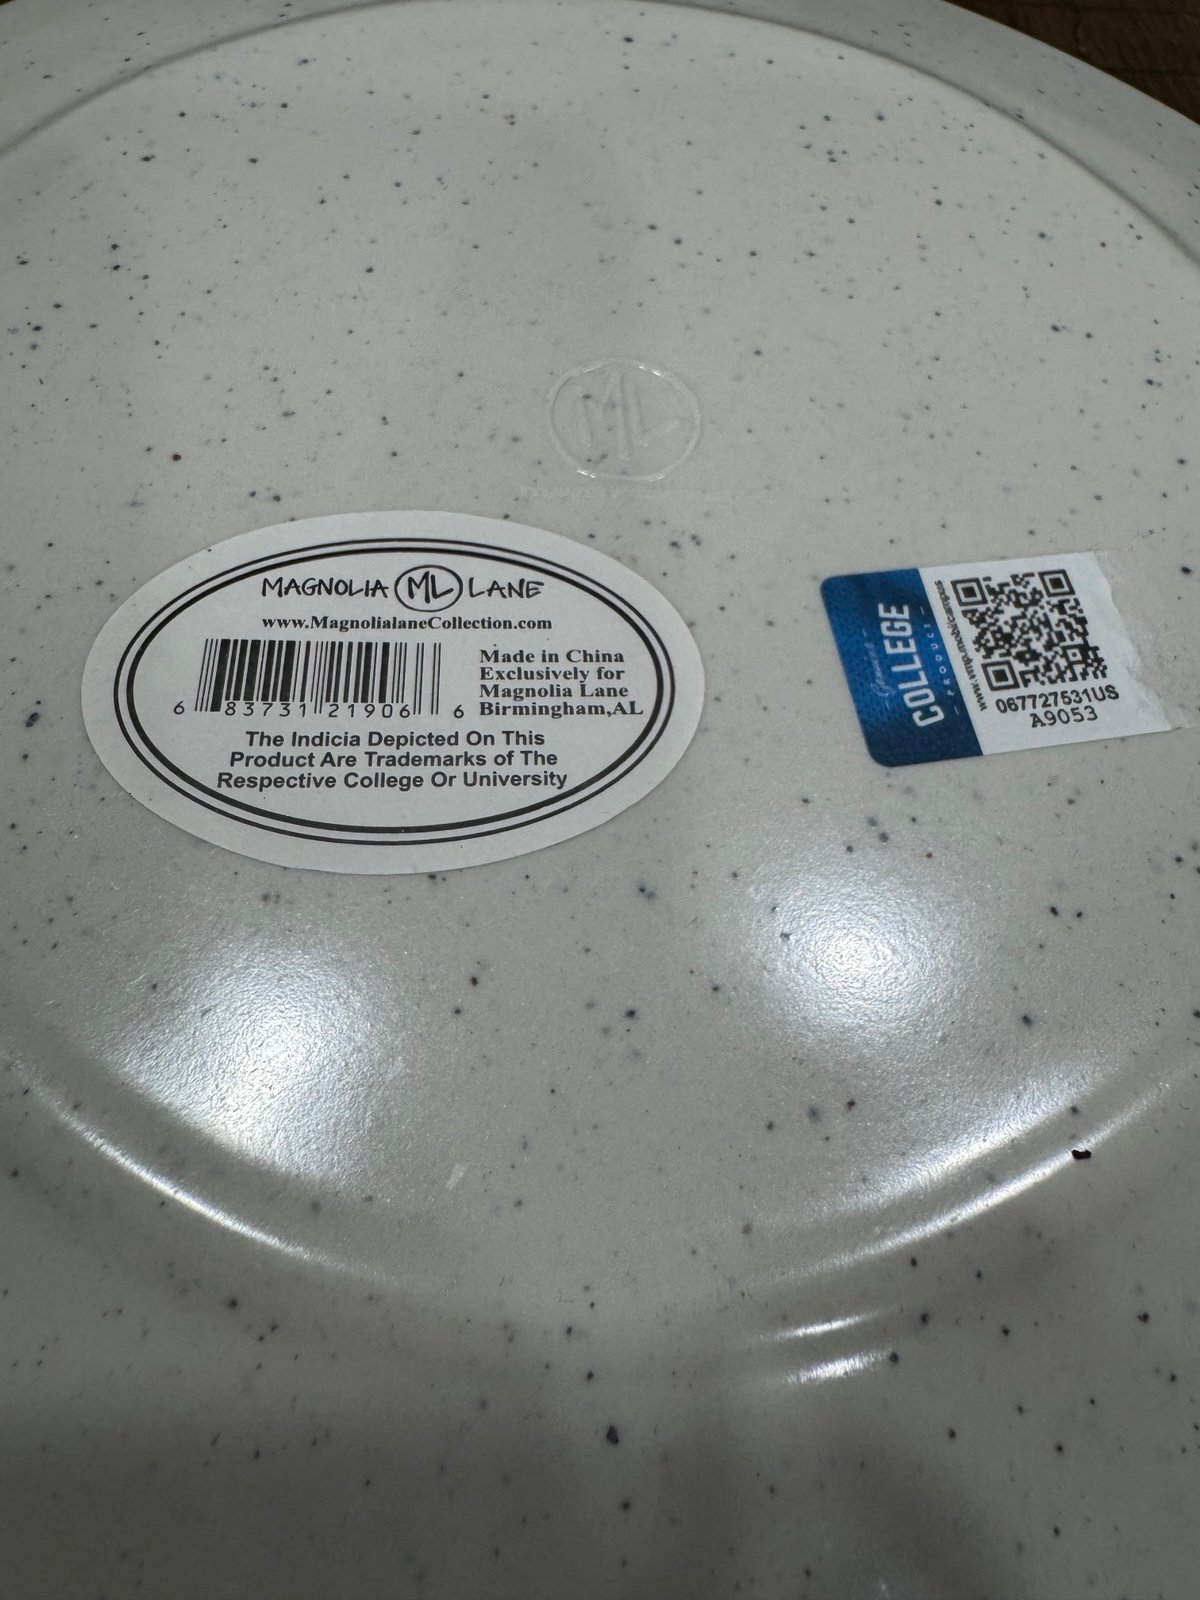 ML
MAGNOLIA ML LANE
www.MagnolialaneCollection.com
6 83731 21906 6
Made in China
Exclusively for
Magnolia Lane
Birmingham,AL
The Indicia Depicted On This
Product Are Trademarks of The
Respective College Or University
Genuine
COLLEGE
- PRODUCT -
067727531US
A9053